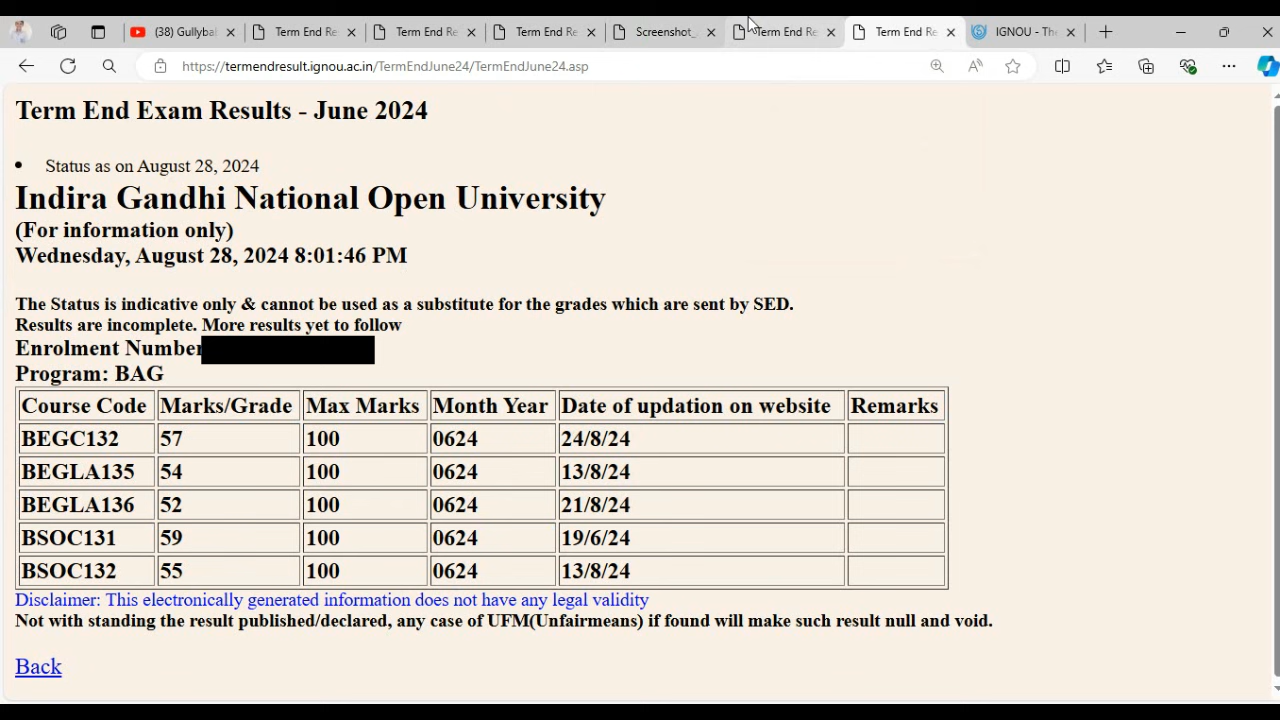 (38) Gullybal
Term End Re
Term End Re
Term End Re
Screenshot_
Term End Re
Term End Re
IGNOU - The
https://termendresult.ignou.ac.in/TermEndJune24/TermEndJune24.asp
Term End Exam Results - June 2024
• Status as on August 28, 2024
Indira Gandhi National Open University
(For information only)
Wednesday, August 28, 2024 8:01:46 PM
The Status is indicative only & cannot be used as a substitute for the grades which are sent by SED.
Results are incomplete. More results yet to follow
Enrolment Number
Program: BAG
Course Code Marks/Grade Max Marks Month Year Date of updation on website Remarks
BEGC132 57 100 0624 24/8/24
BEGLA135 54 100 0624 13/8/24
BEGLA136 52 100 0624 21/8/24
BSOC131 59 100 0624 19/6/24
BSOC132 55 100 0624 13/8/24
Disclaimer: This electronically generated information does not have any legal validity
Not with standing the result published/declared, any case of UFM(Unfairmeans) if found will make such result null and void.
Back